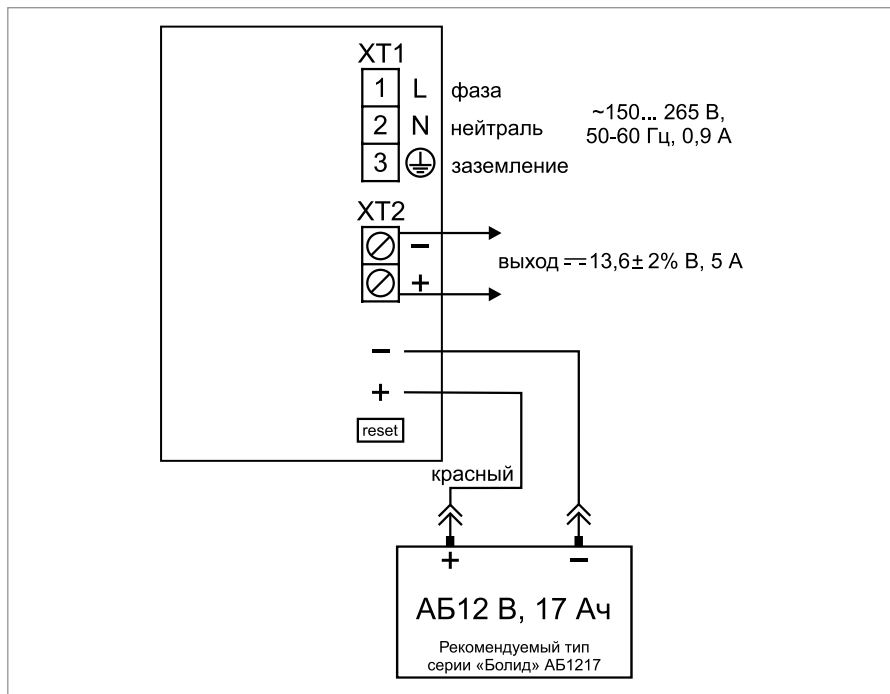 XT1
1 L фаза
2 N нейтраль
3 заземление
~150... 265 В,
50-60 Гц, 0,9 А
XT2
−
+
выход 13,6± 2% В, 5 А
−
+
reset
красный
+ −
АБ12 В, 17 Ач
Рекомендуемый тип
серии «Болид» АБ1217